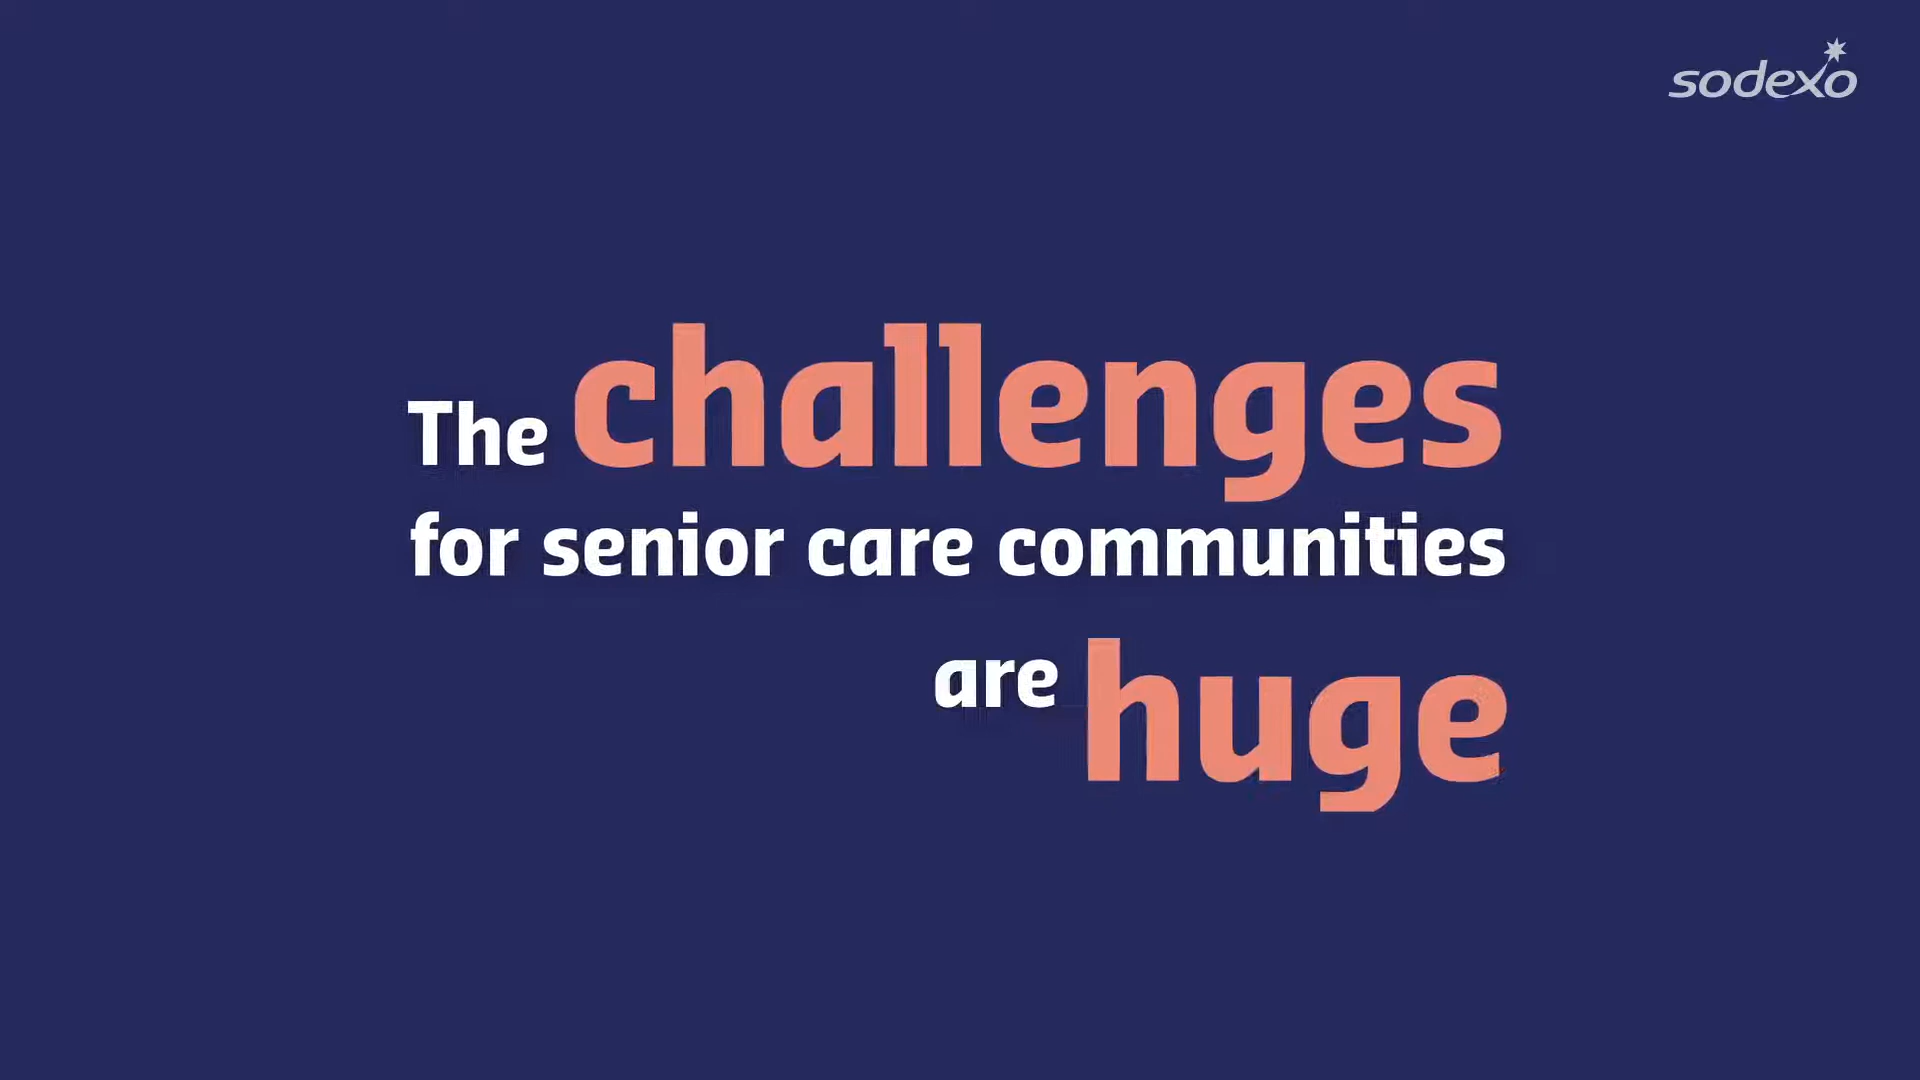 sodexo
The challenges
for senior care communities
are huge